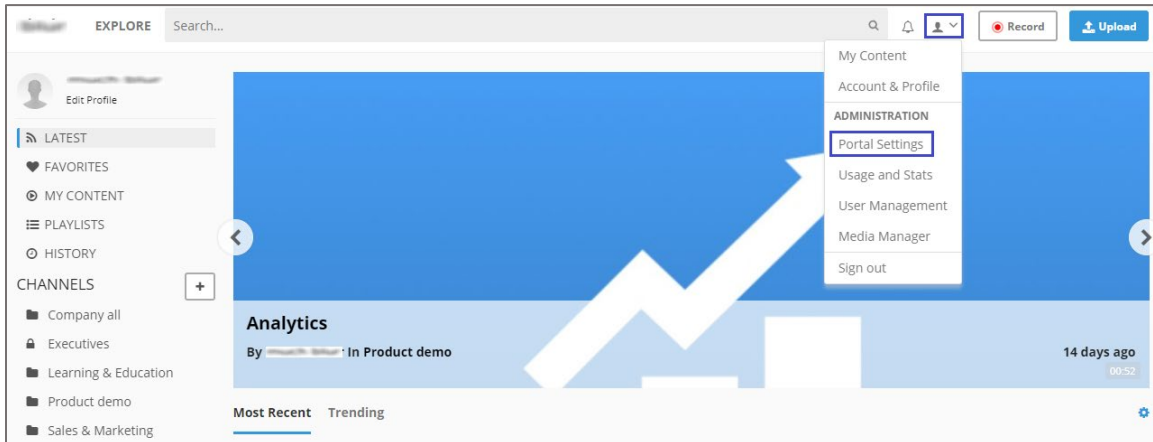 EXPLORE Search... Record Upload
My Content
Account & Profile
ADMINISTRATION
Portal Settings
Usage and Stats
User Management
Media Manager
Sign out
Edit Profile
LATEST
FAVORITES
MY CONTENT
PLAYLISTS
HISTORY
CHANNELS +
Company all
Executives
Learning & Education
Product demo
Sales & Marketing
Analytics
By In Product demo 14 days ago
00:52
Most Recent Trending